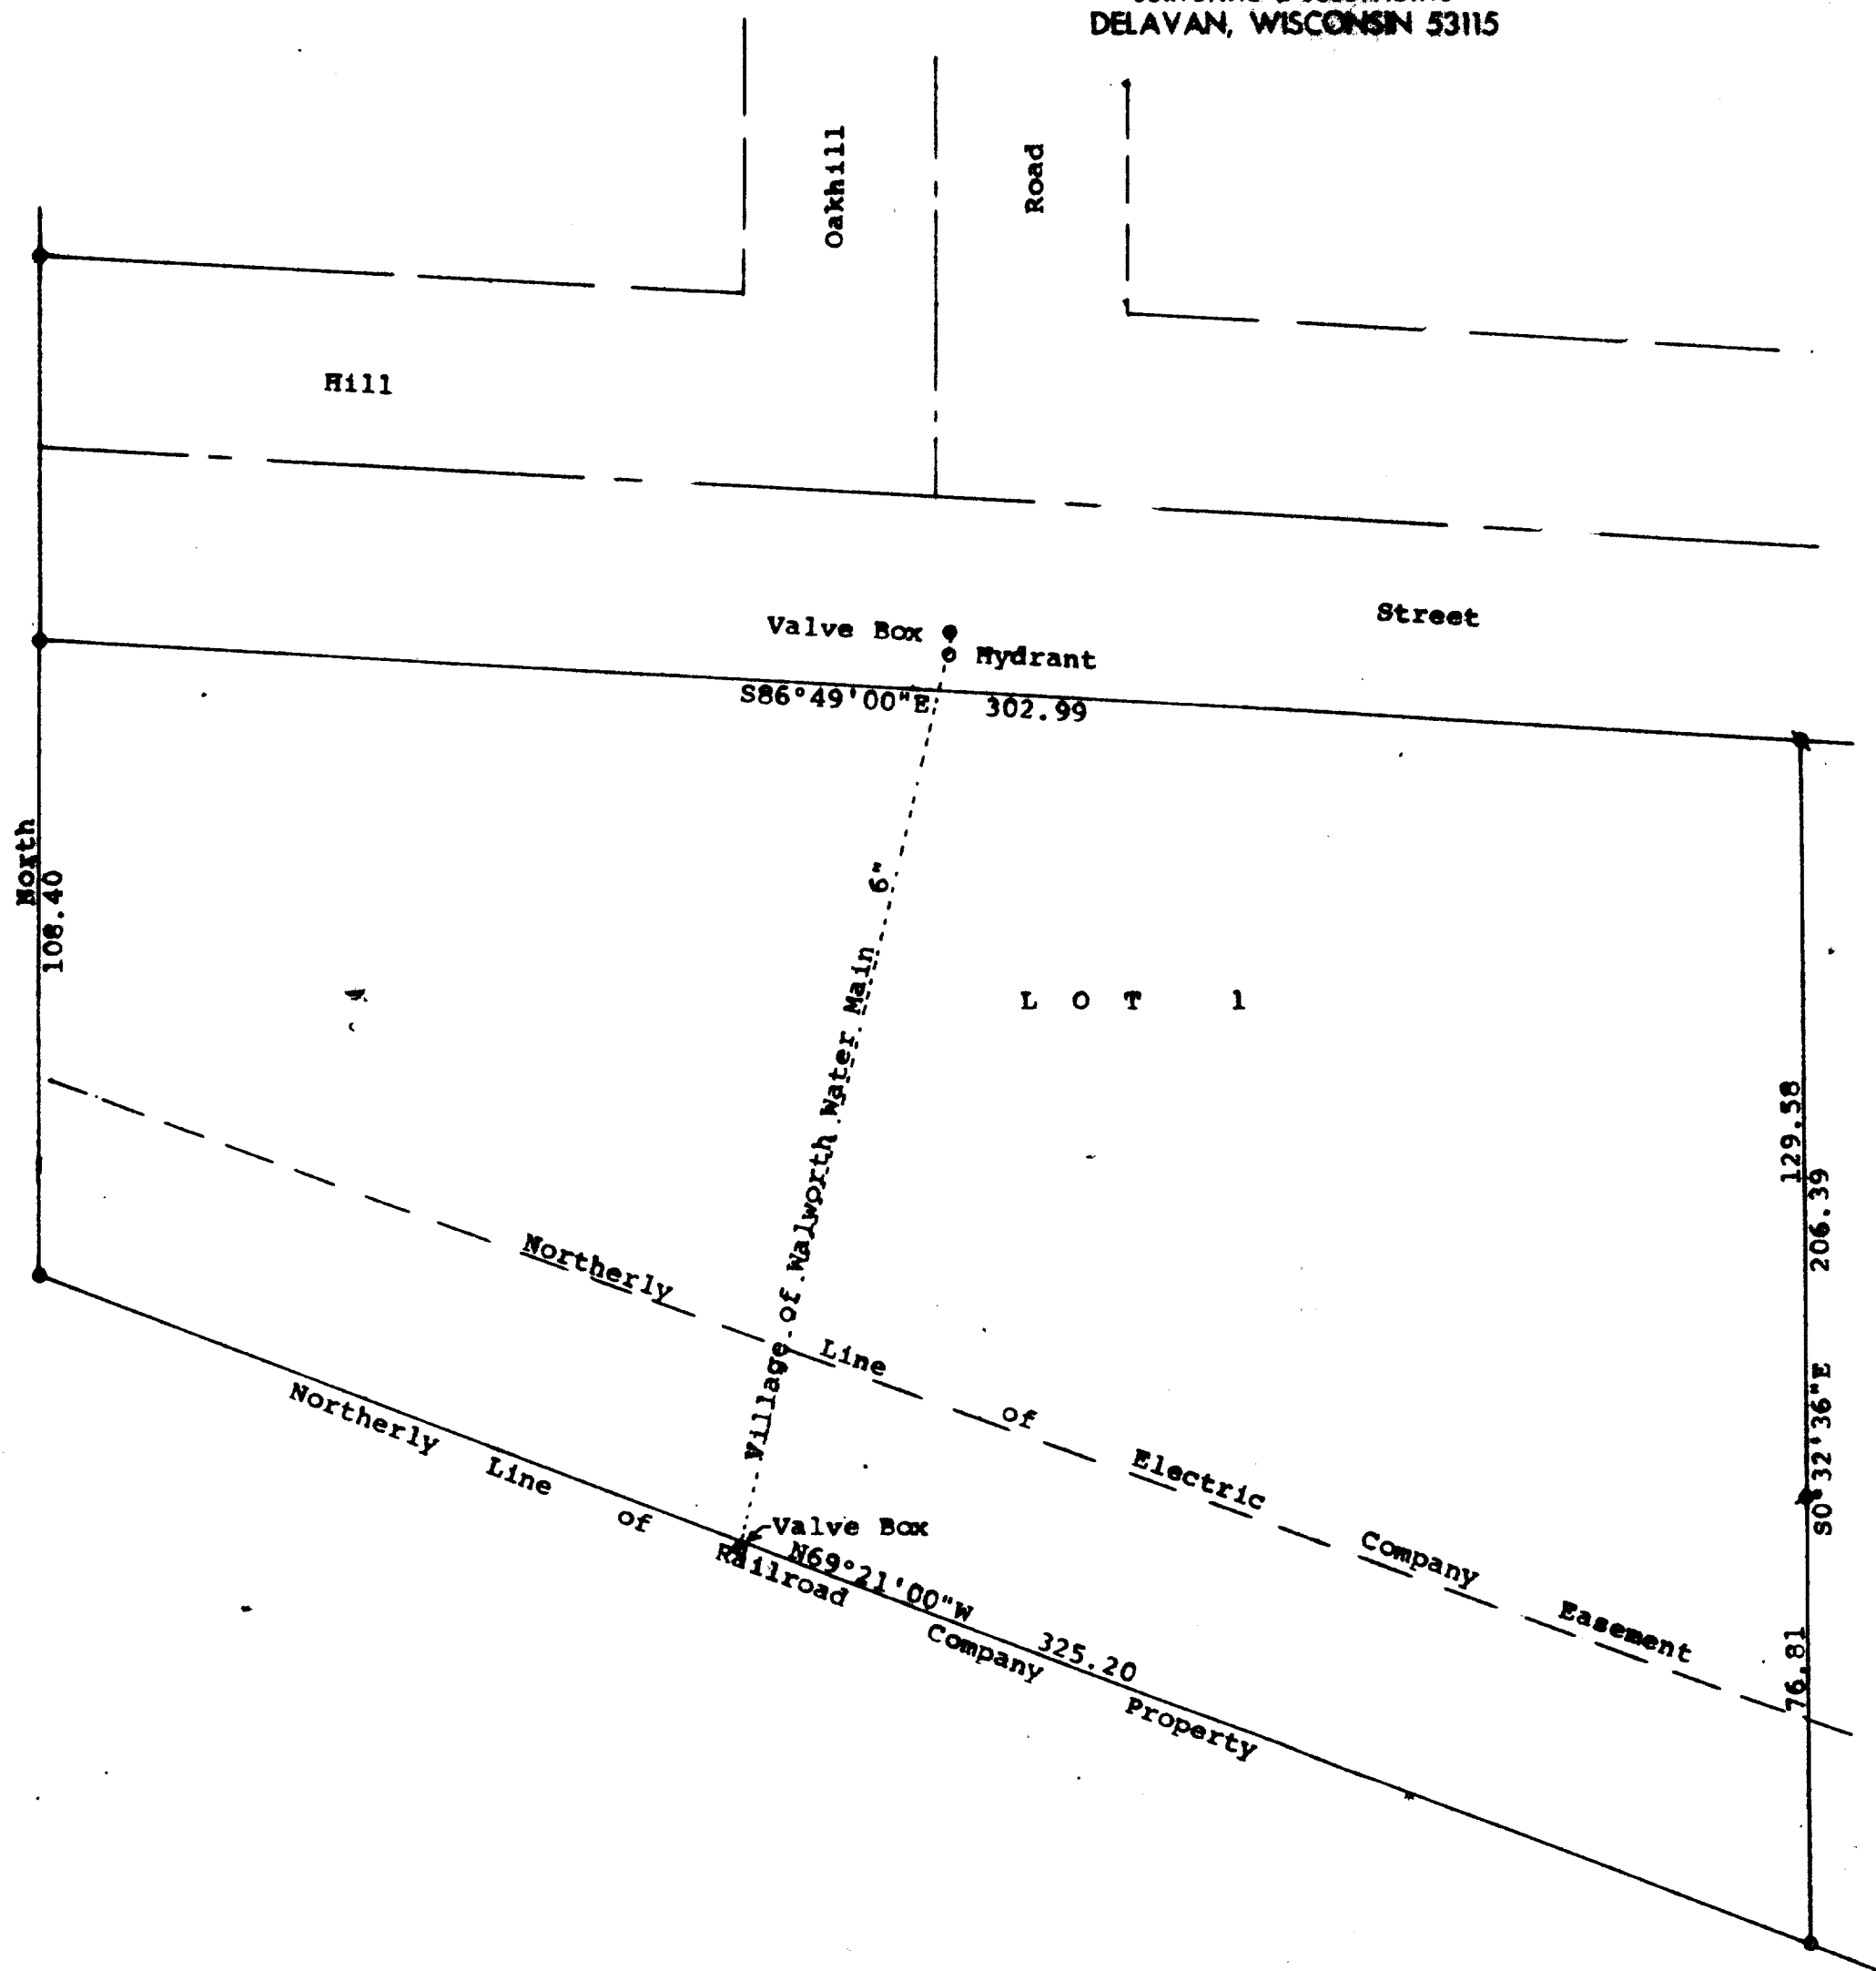 DELAVAN, WISCONSIN 53115
Oakhill Road
Hill Street
Valve Box
Hydrant
S86°49'00"E 302.99
North
108.40
Village of Walworth Water Main 6"
LOT 1
129.58
206.39
S0°32'36"E
76.81
Northerly Line of Electric Company Easement
Valve Box
N69°21'00"W 325.20
Northerly Line of Railroad Company Property